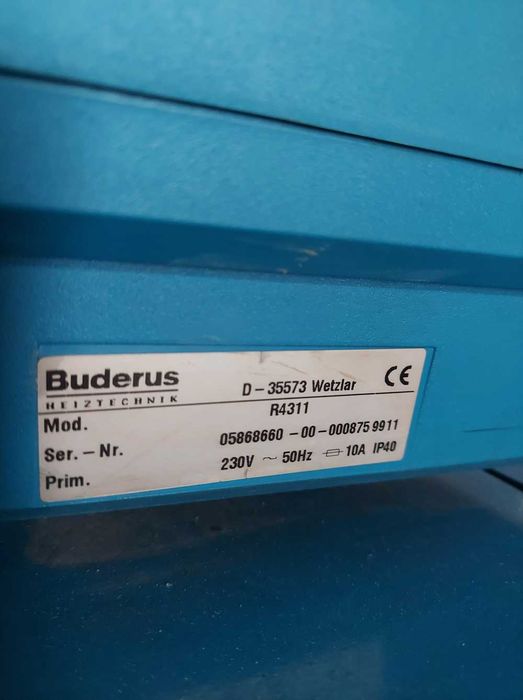 Buderus
HEIZTECHNIK
D-35573 Wetzlar CE
Mod. R4311
Ser.-Nr. 05868660-00-000875 9911
Prim. 230V ~ 50Hz 10A IP40